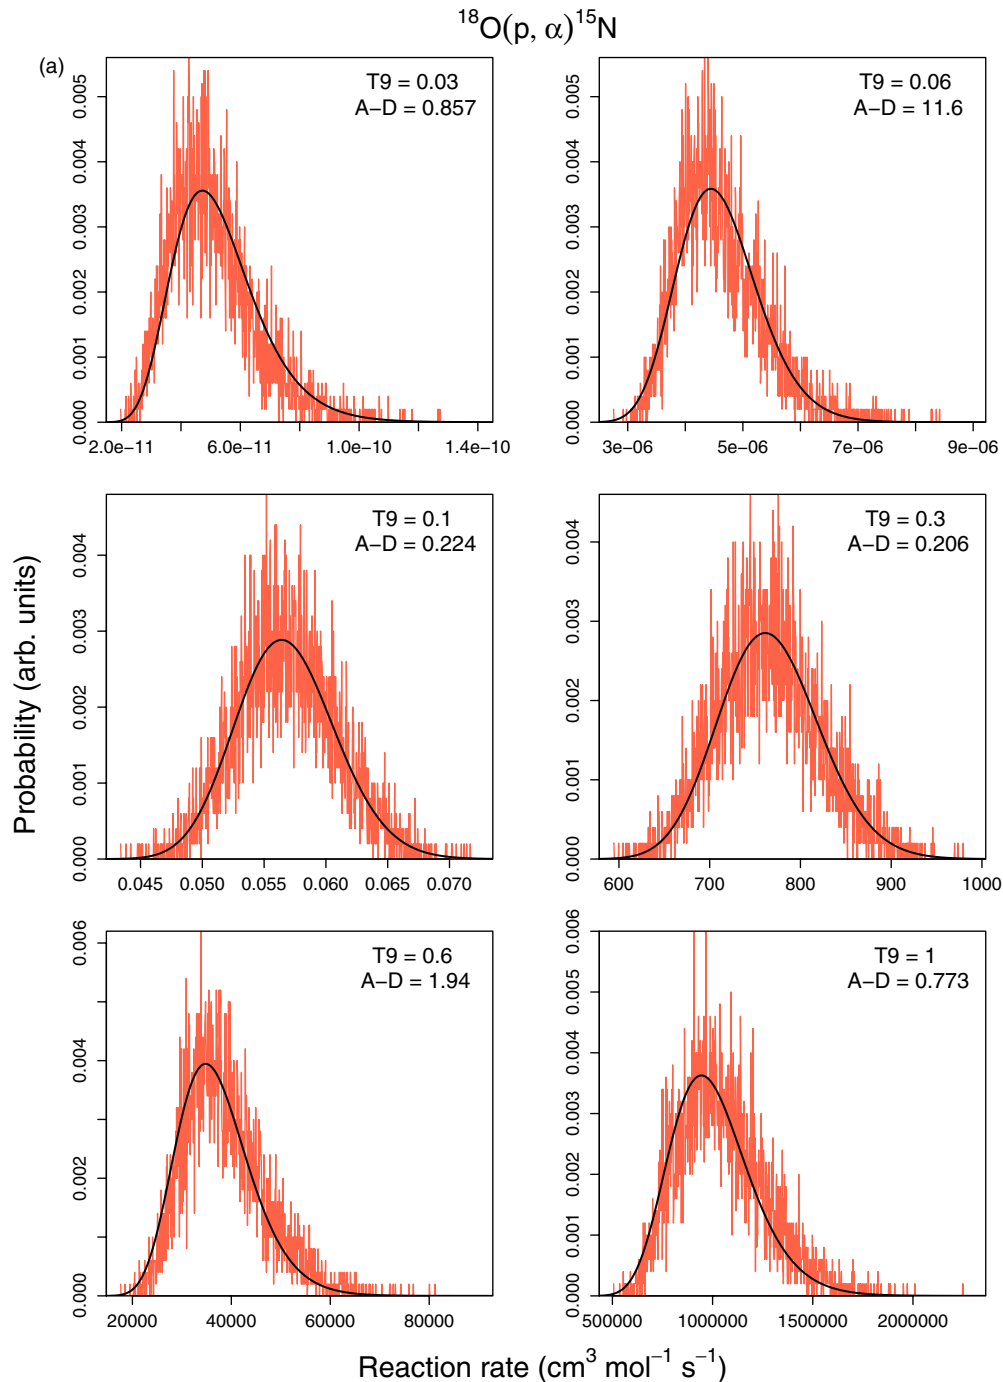 ¹⁸O(p, α)¹⁵N
(a)
T9 = 0.03
A−D = 0.857
0.000 0.001 0.002 0.003 0.004 0.005
2.0e−11 6.0e−11 1.0e−10 1.4e−10
T9 = 0.06
A−D = 11.6
0.000 0.001 0.002 0.003 0.004 0.005
3e−06 5e−06 7e−06 9e−06
T9 = 0.1
A−D = 0.224
0.000 0.001 0.002 0.003 0.004
0.045 0.050 0.055 0.060 0.065 0.070
T9 = 0.3
A−D = 0.206
0.000 0.001 0.002 0.003 0.004
600 700 800 900 1000
T9 = 0.6
A−D = 1.94
0.000 0.002 0.004 0.006
20000 40000 60000 80000
T9 = 1
A−D = 0.773
0.000 0.001 0.002 0.003 0.004 0.005 0.006
500000 1000000 1500000 2000000
Probability (arb. units)
Reaction rate (cm³ mol⁻¹ s⁻¹)